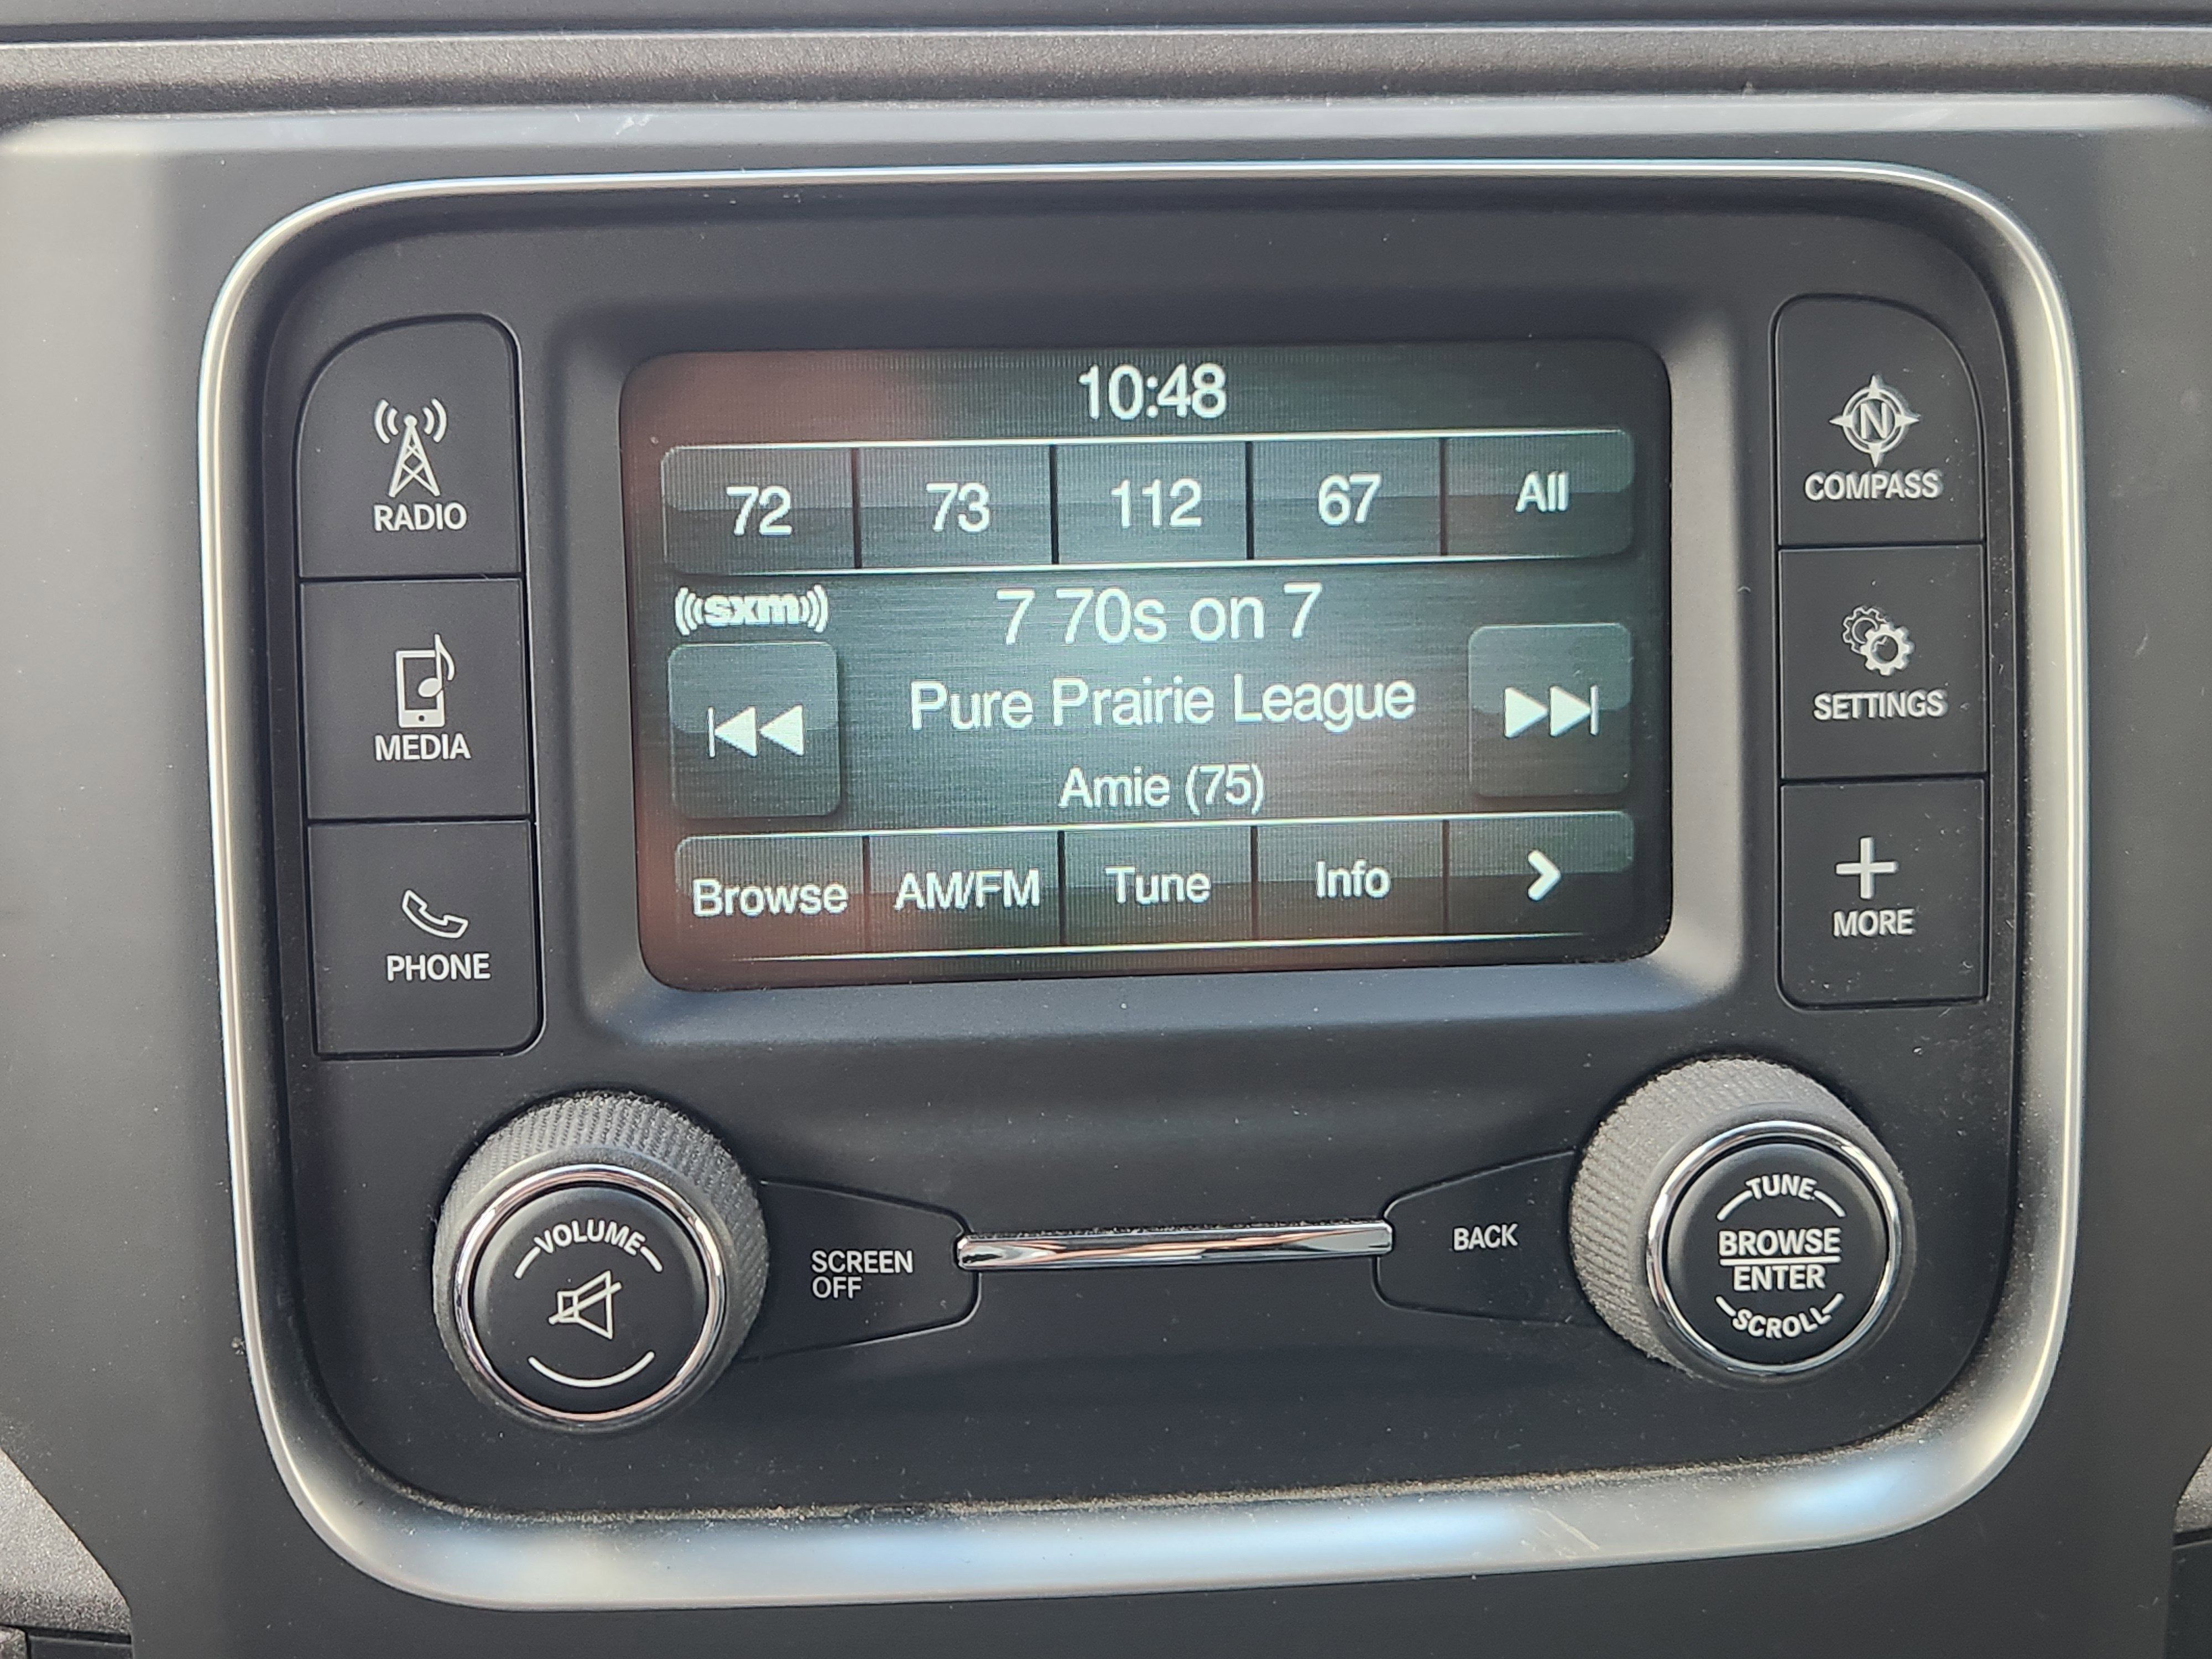 10:48
72 73 112 67 All
sxm 7 70s on 7
Pure Prairie League
Amie (75)
Browse AM/FM Tune Info
RADIO
MEDIA
PHONE
N
COMPASS
SETTINGS
MORE
VOLUME
SCREEN
OFF
BACK
TUNE
BROWSE
ENTER
SCROLL